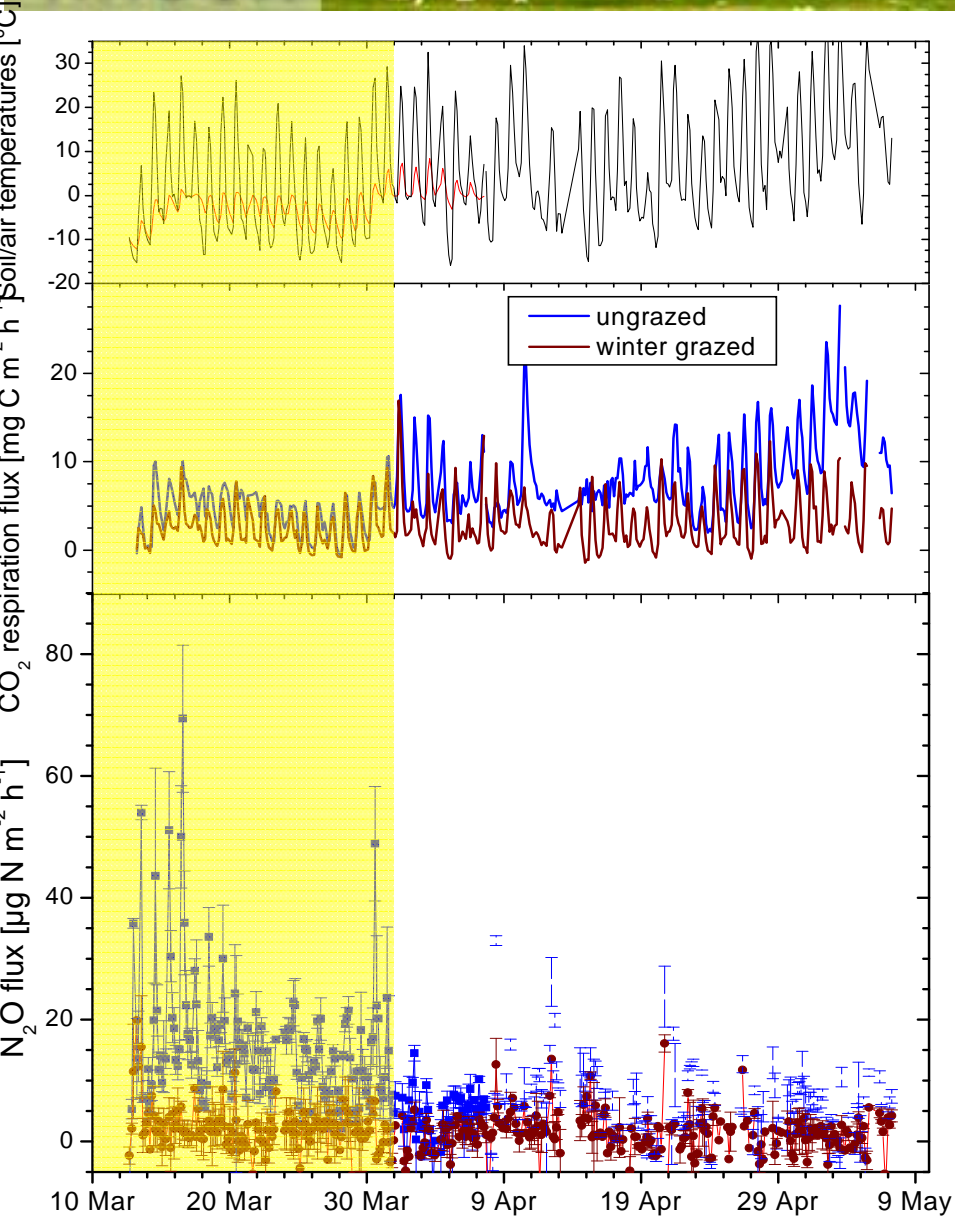 Soil/air temperatures [°C]
30
20
10
0
-10
-20
CO2 respiration flux [mg C m-2 h
20
10
0
ungrazed
winter grazed
N2O flux [µg N m-2 h-1]
80
60
40
20
0
10 Mar 20 Mar 30 Mar 9 Apr 19 Apr 29 Apr 9 May